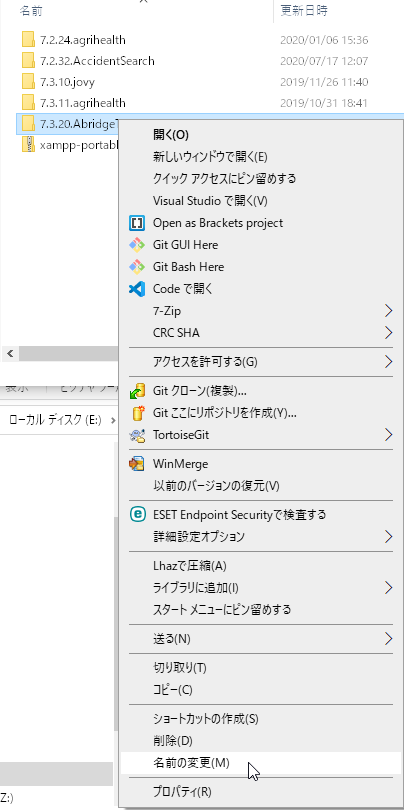 名前 更新日時
7.2.24.agrihealth 2020/01/06 15:36
7.2.32.AccidentSearch 2020/07/17 12:07
7.3.10.jovy 2019/11/26 11:40
7.3.11.agrihealth 2019/10/31 18:41
7.3.20.Abridge
xampp-portabl
開く(O)
新しいウィンドウで開く(E)
クイック アクセスにピン留めする
Visual Studio で開く(V)
Open as Brackets project
Git GUI Here
Git Bash Here
Code で開く
7-Zip
CRC SHA
アクセスを許可する(G)
Git クローン(複製)...
Git ここにリポジトリを作成(Y)...
TortoiseGit
WinMerge
以前のバージョンの復元(V)
ESET Endpoint Securityで検査する
詳細設定オプション
Lhazで圧縮(A)
ライブラリに追加(I)
スタート メニューにピン留めする
送る(N)
切り取り(T)
コピー(C)
ショートカットの作成(S)
削除(D)
名前の変更(M)
プロパティ(R)
ローカル ディスク (E:)
Z:)